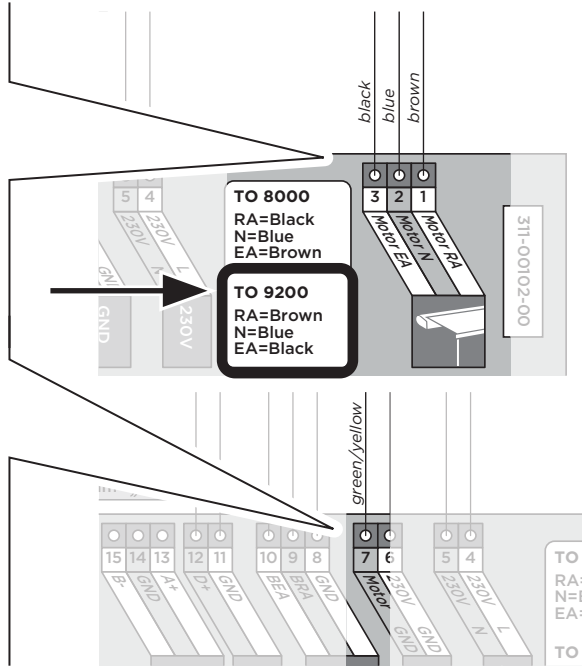 black
blue
brown
5 4
3 2 1
230V
230V
N
L
GND
GND
230V
TO 8000
RA=Black
N=Blue
EA=Brown
TO 9200
RA=Brown
N=Blue
EA=Black
Motor EA
Motor N
Motor RA
311-00102-00
green/yellow
15 14 13 12 11 10 9 8 7 6 5 4
B-
GND
A+
D+
GND
BEA
BRA
GND
Motor
GND
230V
GND
230V
N
230V
L
TO
RA=
N=B
EA=
TO